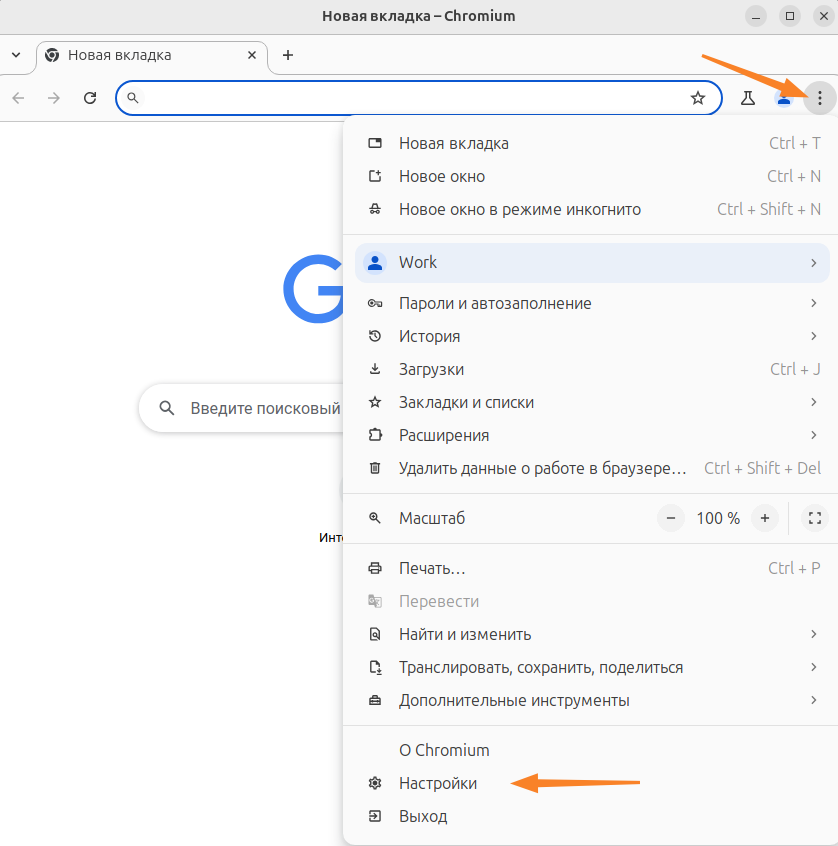 Новая вкладка – Chromium
Новая вкладка
Новая вкладка Ctrl + T
Новое окно Ctrl + N
Новое окно в режиме инкогнито Ctrl + Shift + N
Work
Пароли и автозаполнение
История
Загрузки Ctrl + J
Закладки и списки
Введите поисковый
Расширения
Удалить данные о работе в браузере… Ctrl + Shift + Del
Масштаб 100 %
Инте
Печать… Ctrl + P
Перевести
Найти и изменить
Транслировать, сохранить, поделиться
Дополнительные инструменты
О Chromium
Настройки
Выход